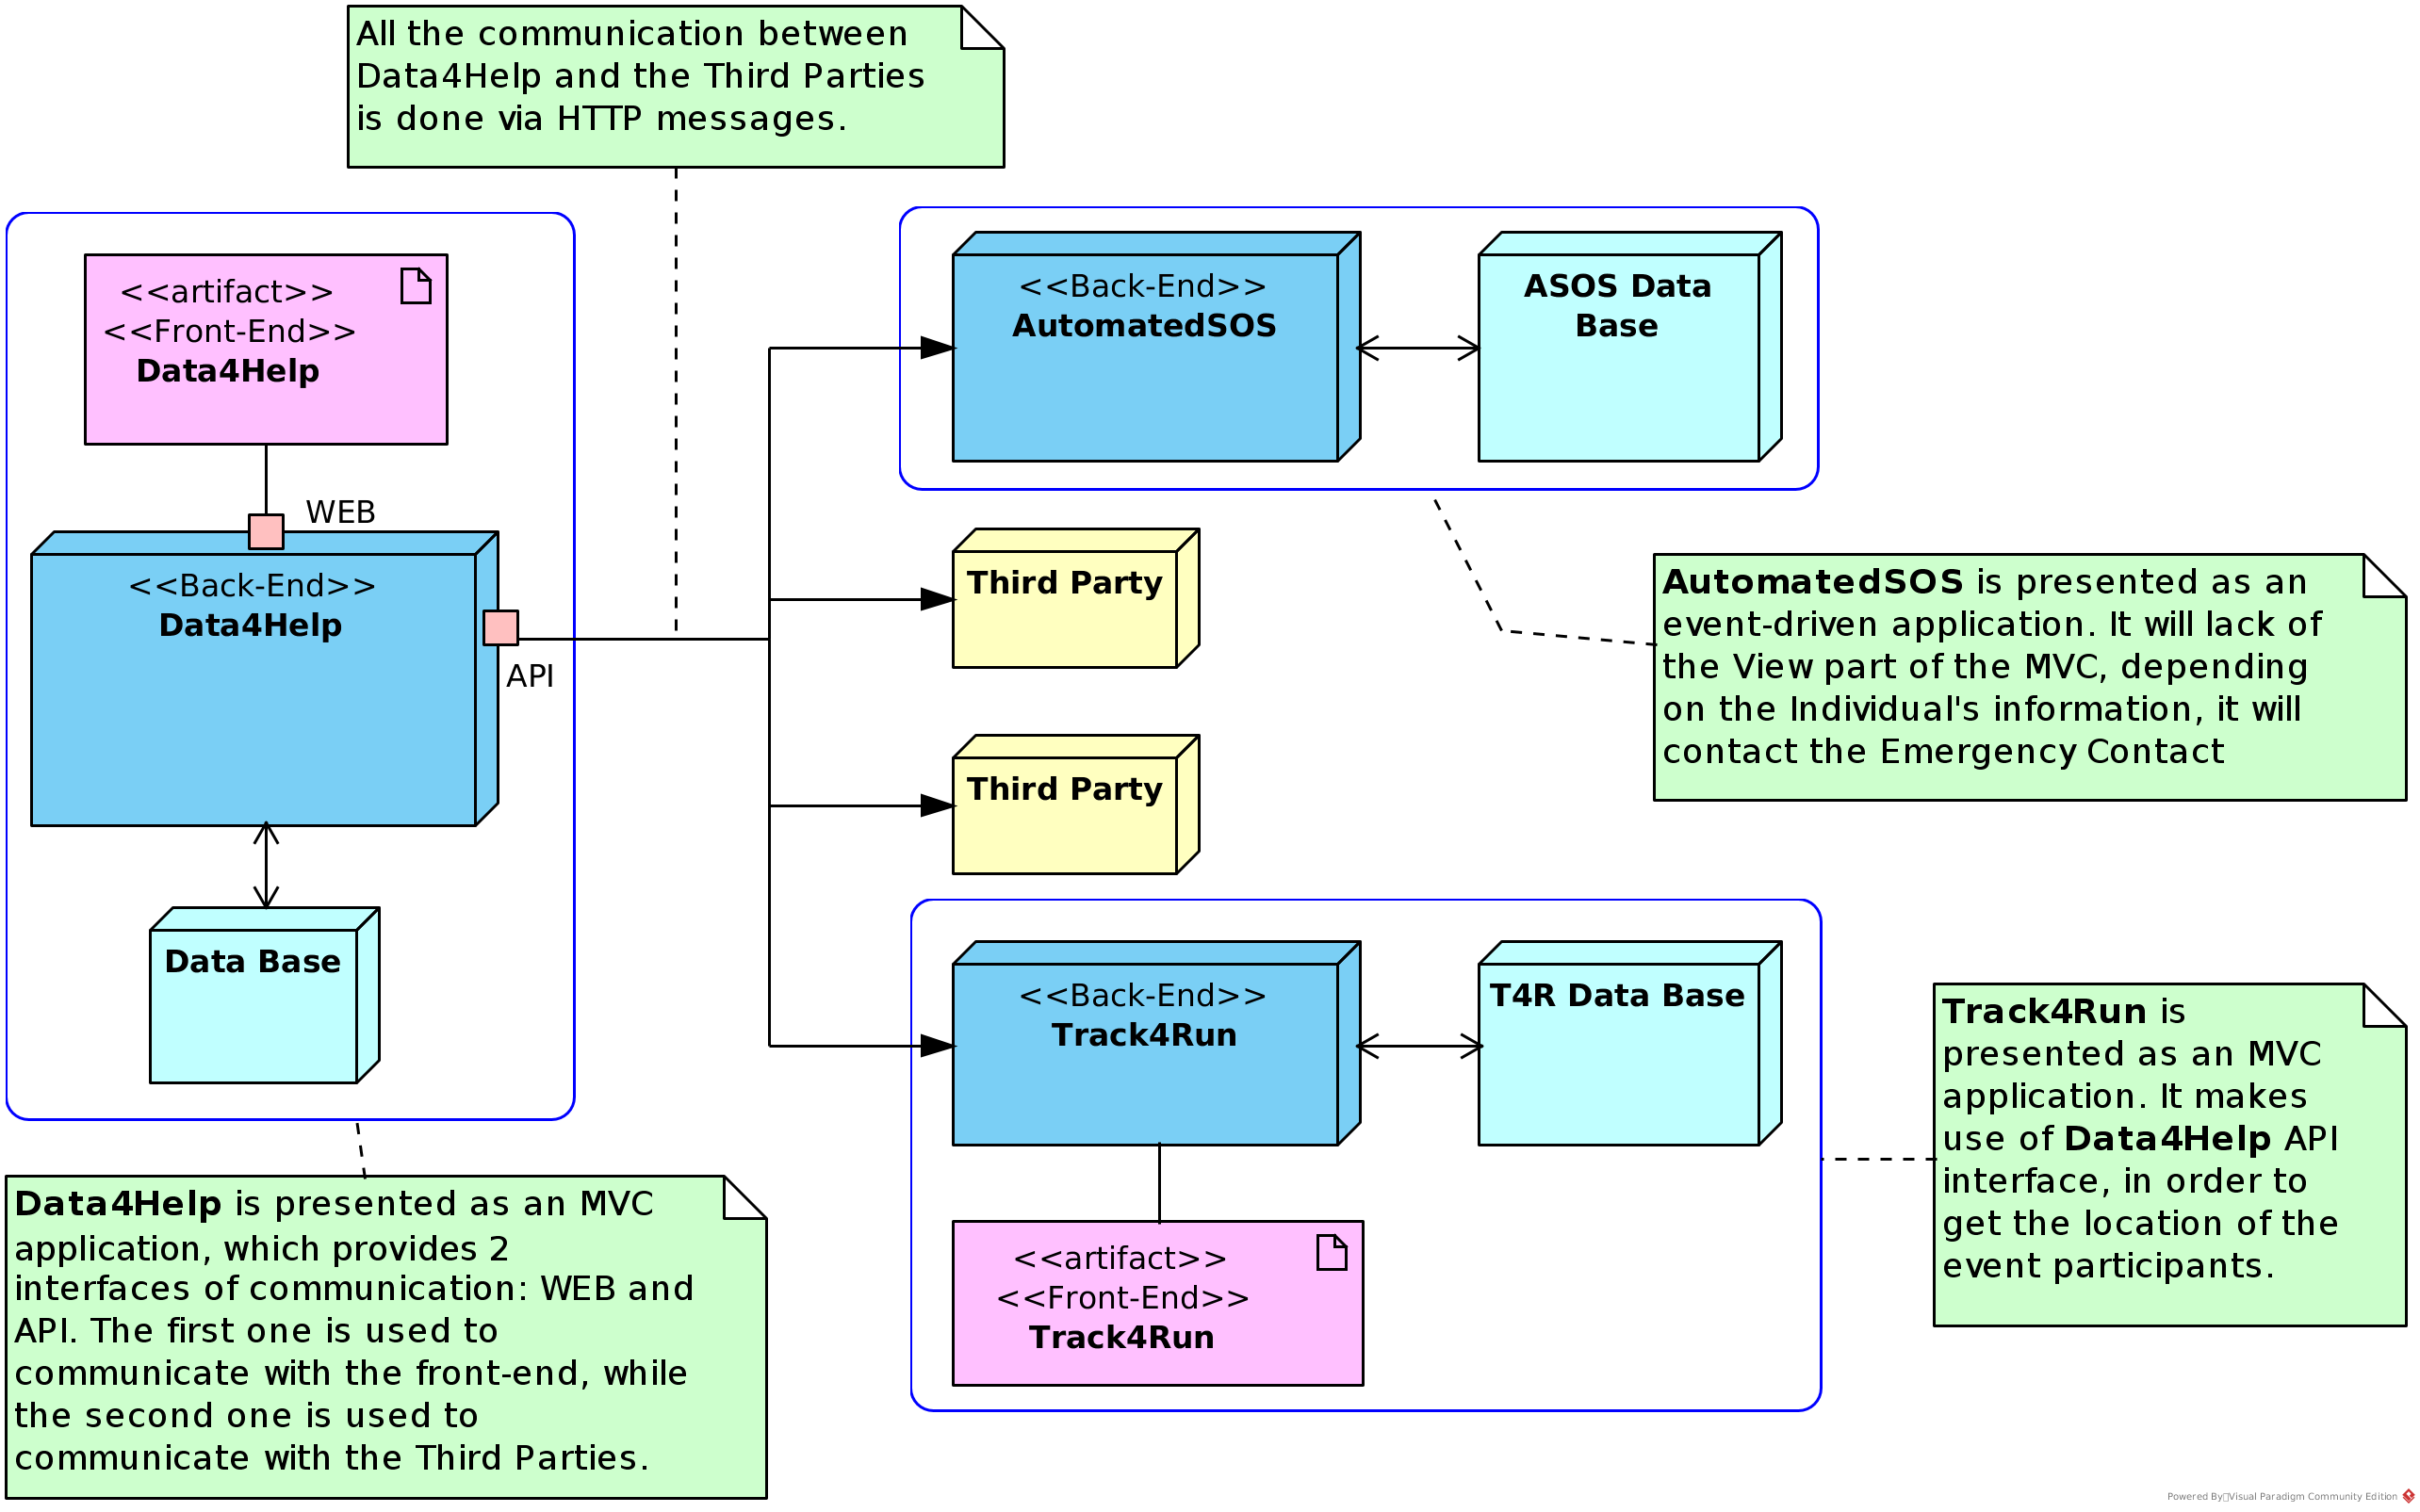 All the communication between
Data4Help and the Third Parties
is done via HTTP messages.
<<artifact>>
<<Front-End>>
Data4Help
WEB
<<Back-End>>
Data4Help
API
Data Base
<<Back-End>>
AutomatedSOS
ASOS Data
Base
Third Party
Third Party
AutomatedSOS is presented as an
event-driven application. It will lack of
the View part of the MVC, depending
on the Individual's information, it will
contact the Emergency Contact
<<Back-End>>
Track4Run
T4R Data Base
<<artifact>>
<<Front-End>>
Track4Run
Track4Run is
presented as an MVC
application. It makes
use of Data4Help API
interface, in order to
get the location of the
event participants.
Data4Help is presented as an MVC
application, which provides 2
interfaces of communication: WEB and
API. The first one is used to
communicate with the front-end, while
the second one is used to
communicate with the Third Parties.
Powered By Visual Paradigm Community Edition